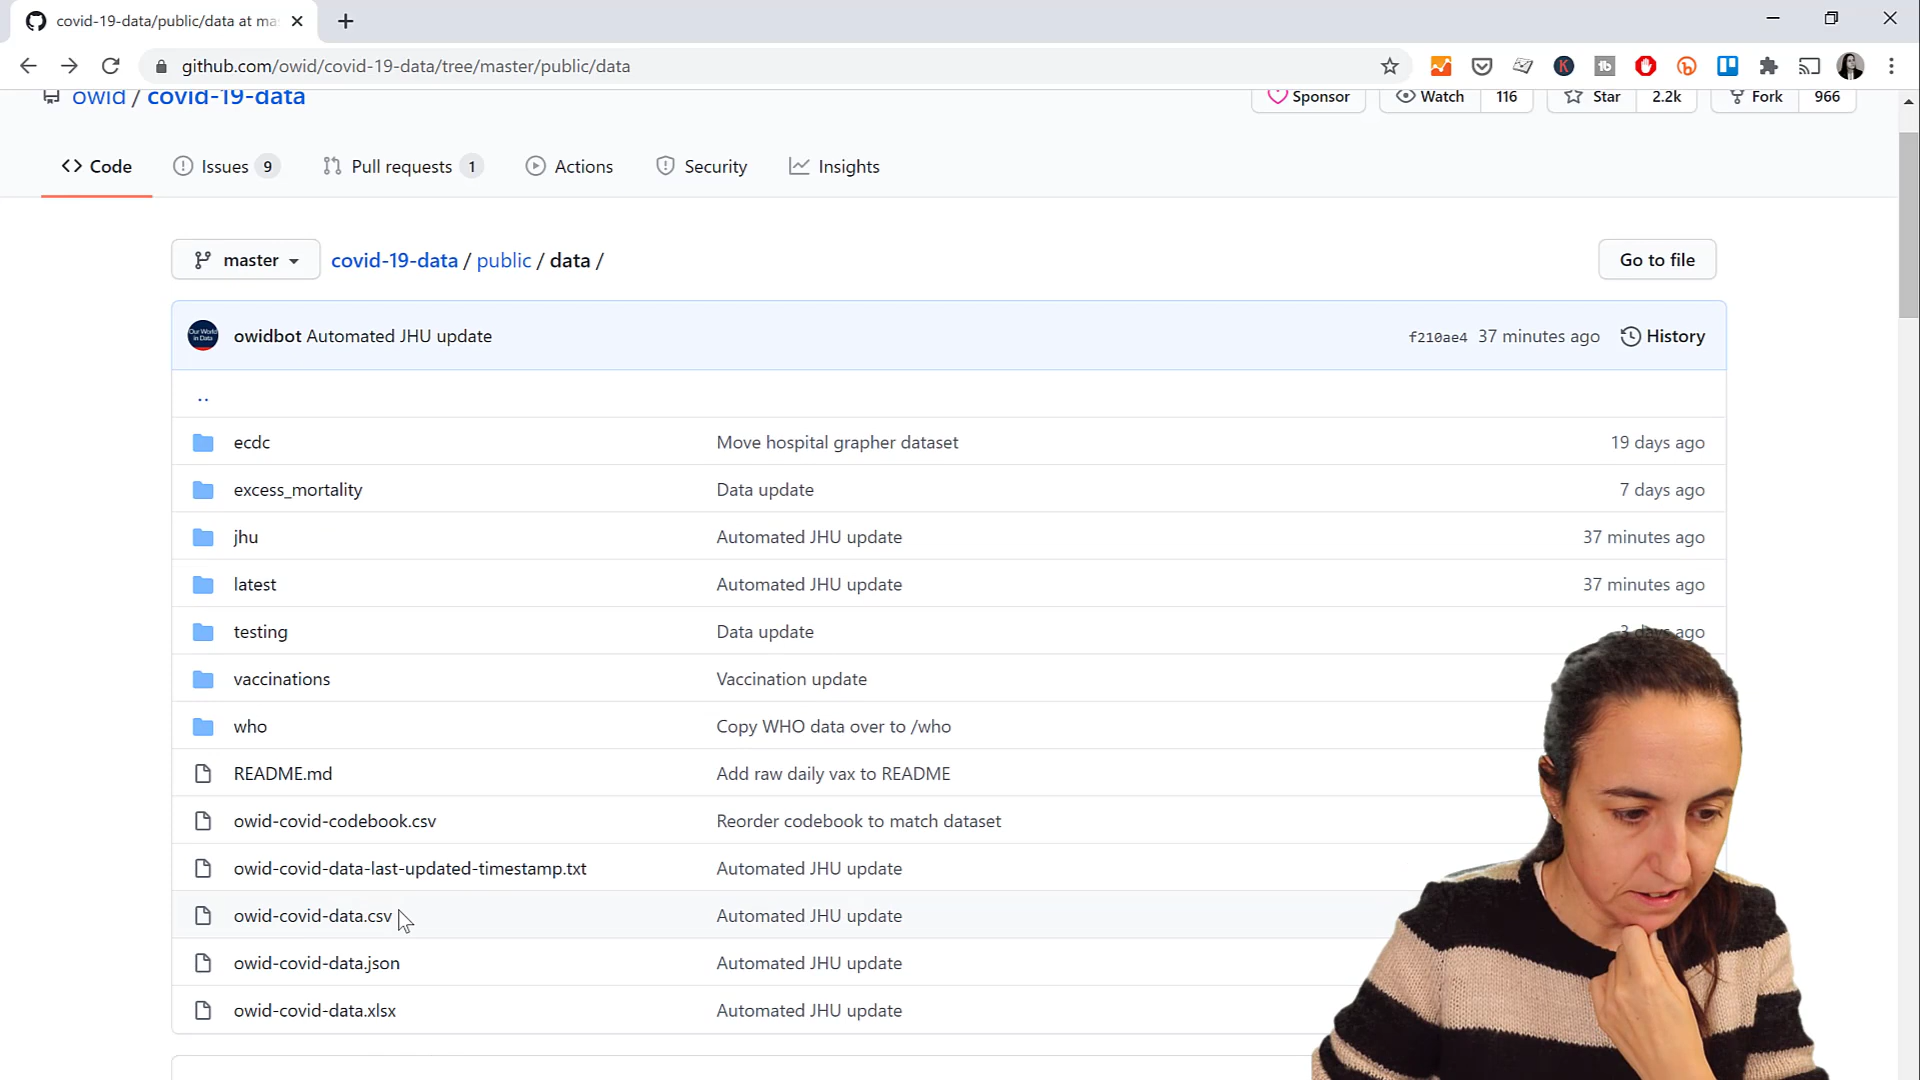 covid-19-data/public/data at ma
github.com/owid/covid-19-data/tree/master/public/data
owid / covid-19-data
Sponsor Watch 116 Star 2.2k Fork 966
Code Issues 9 Pull requests 1 Actions Security Insights
master covid-19-data / public / data / Go to file
Our World in Data
owidbot Automated JHU update f210ae4 37 minutes ago History
..
ecdc Move hospital grapher dataset 19 days ago
excess_mortality Data update 7 days ago
jhu Automated JHU update 37 minutes ago
latest Automated JHU update 37 minutes ago
testing Data update 3 days ago
vaccinations Vaccination update
who Copy WHO data over to /who
README.md Add raw daily vax to README
owid-covid-codebook.csv Reorder codebook to match dataset
owid-covid-data-last-updated-timestamp.txt Automated JHU update
owid-covid-data.csv Automated JHU update
owid-covid-data.json Automated JHU update
owid-covid-data.xlsx Automated JHU update